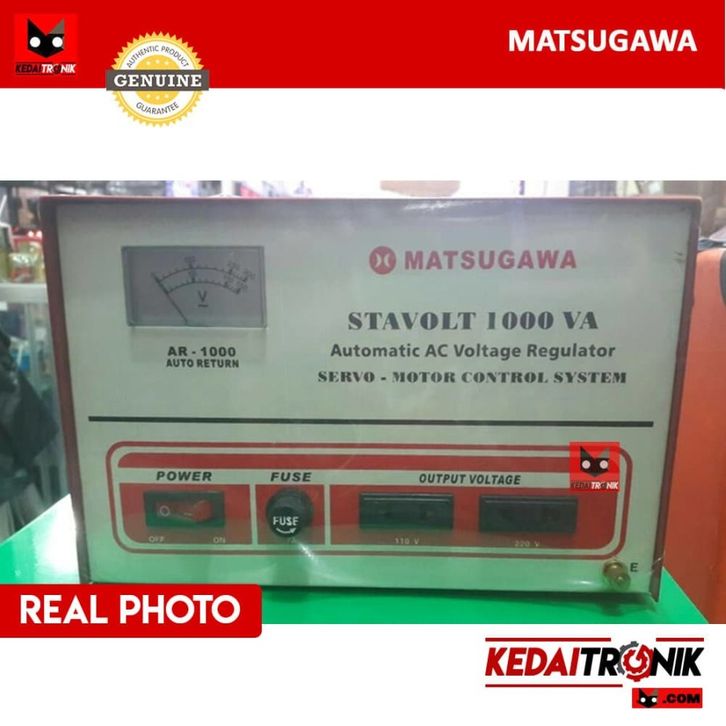 KEDAITRONIK
AUTHENTIC PRODUCT
GENUINE
GUARANTEE
MATSUGAWA
MATSUGAWA
STAVOLT 1000 VA
Automatic AC Voltage Regulator
SERVO - MOTOR CONTROL SYSTEM
V
AR - 1000
AUTO RETURN
POWER
FUSE
OUTPUT VOLTAGE
KEDAITRONIK
FUSE
OFF
ON
110 V
220 V
E
REAL PHOTO
KEDAITRONIK
.COM